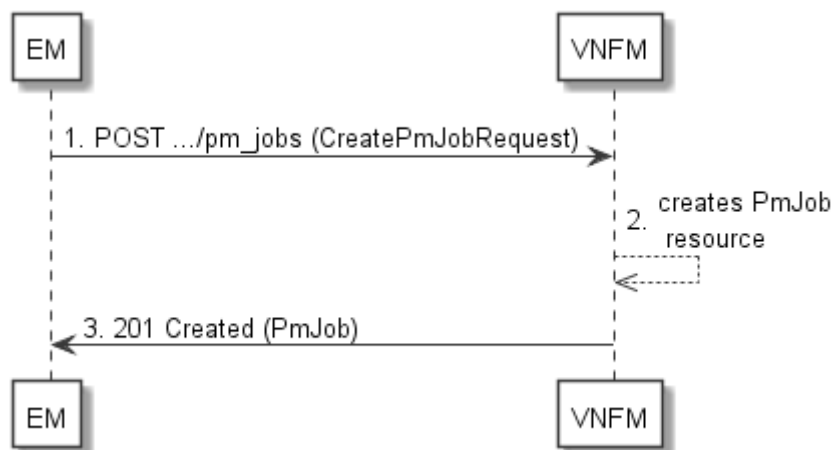 EM
VNFM
1. POST .../pm_jobs (CreatePmJobRequest)
2. creates PmJob
resource
3. 201 Created (PmJob)
EM
VNFM